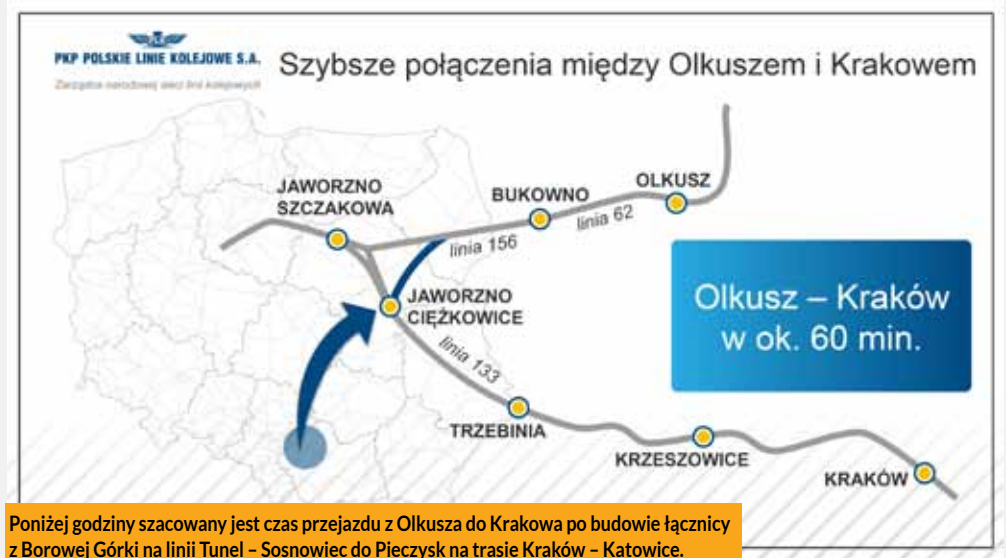 PKP POLSKIE LINIE KOLEJOWE S.A.
Zarządca narodowej sieci linii kolejowych
Szybsze połączenia między Olkuszem i Krakowem
JAWORZNO
SZCZAKOWA
BUKOWNO
OLKUSZ
linia 62
linia 156
JAWORZNO
CIĘŻKOWICE
Olkusz – Kraków
w ok. 60 min.
linia 133
TRZEBINIA
KRZESZOWICE
KRAKÓW
Poniżej godziny szacowany jest czas przejazdu z Olkusza do Krakowa po budowie łącznicy
z Borowej Górki na linii Tunel – Sosnowiec do Pieczysk na trasie Kraków – Katowice.